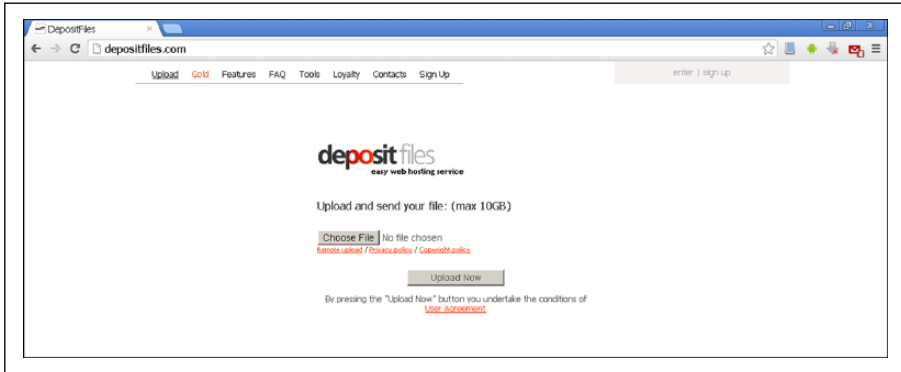 DepositFiles
depositfiles.com
Upload Gold Features FAQ Tools Loyalty Contacts Sign Up
enter | sign up
depositfiles
easy web hosting service
Upload and send your file: (max 10GB)
Choose File No file chosen
Remote upload / Privacy policy / Copyright policy
Upload Now
By pressing the "Upload Now" button you undertake the conditions of
User Agreement